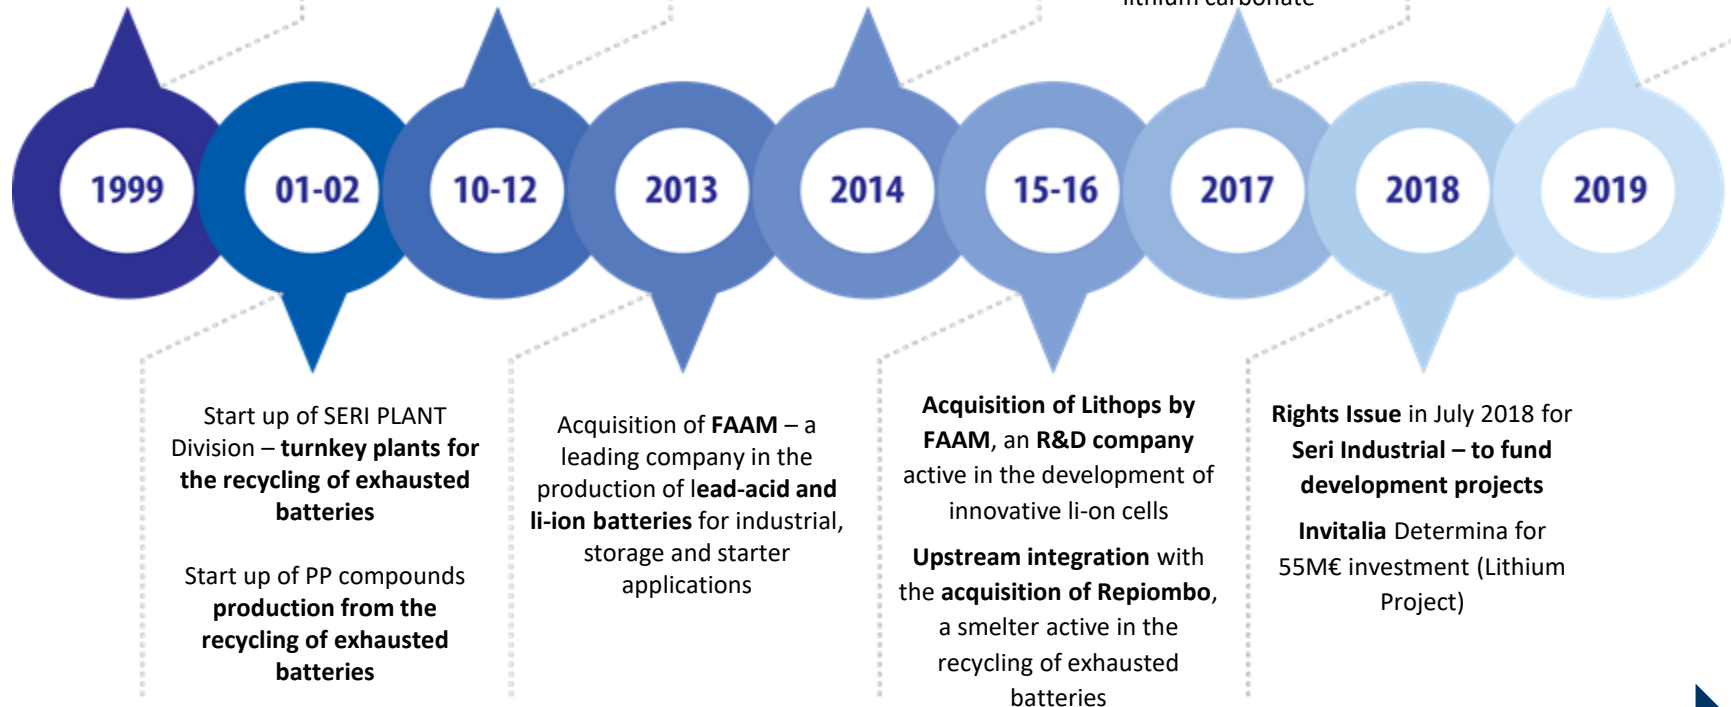 lithium carbonate
1999
01-02
10-12
2013
2014
15-16
2017
2018
2019
Start up of SERI PLANT
Division – turnkey plants for
the recycling of exhausted
batteries
Start up of PP compounds
production from the
recycling of exhausted
batteries
Acquisition of FAAM – a
leading company in the
production of lead-acid and
li-ion batteries for industrial,
storage and starter
applications
Acquisition of Lithops by
FAAM, an R&D company
active in the development of
innovative li-on cells
Upstream integration with
the acquisition of Repiombo,
a smelter active in the
recycling of exhausted
batteries
Rights Issue in July 2018 for
Seri Industrial – to fund
development projects
Invitalia Determina for
55M€ investment (Lithium
Project)